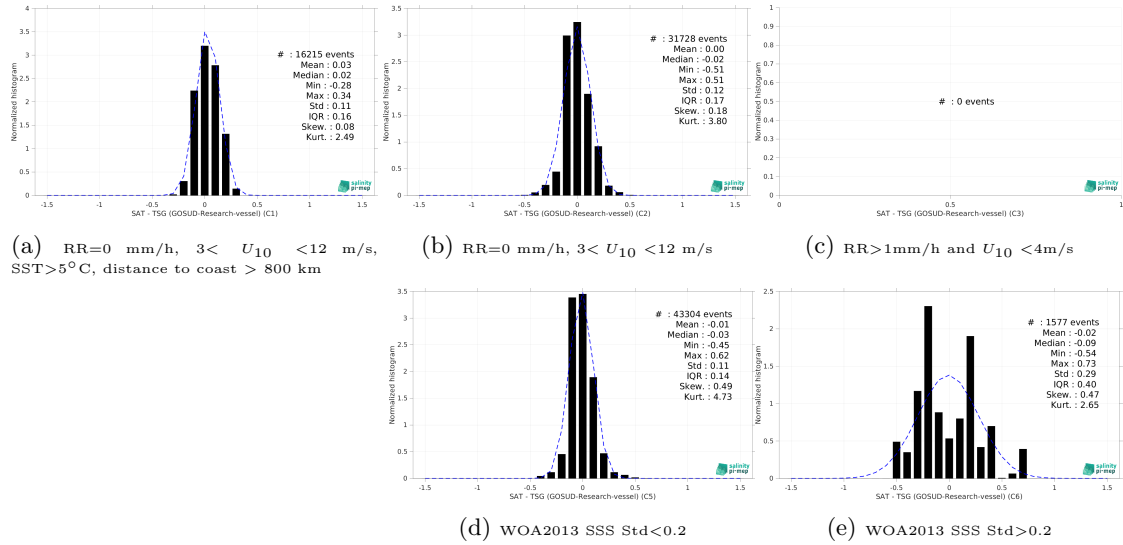 4
3.5
3
2.5
2
1.5
1
0.5
0
Normalized histogram
# : 16215 events
Mean : 0.03
Median : 0.02
Min : -0.28
Max : 0.34
Std : 0.11
IQR : 0.16
Skew. : 0.08
Kurt. : 2.49
salinity
pi-mep
-1.5 -1 -0.5 0 0.5 1 1.5
SAT - TSG (GOSUD-Research-vessel) (C1)
(a) RR=0 mm/h, 3< U10 <12 m/s,
SST>5°C, distance to coast > 800 km
3.5
3
2.5
2
1.5
1
0.5
0
Normalized histogram
# : 31728 events
Mean : 0.00
Median : -0.02
Min : -0.51
Max : 0.51
Std : 0.12
IQR : 0.17
Skew. : 0.18
Kurt. : 3.80
salinity
pi-mep
-1.5 -1 -0.5 0 0.5 1 1.5
SAT - TSG (GOSUD-Research-vessel) (C2)
(b) RR=0 mm/h, 3< U10 <12 m/s
1
0.9
0.8
0.7
0.6
0.5
0.4
0.3
0.2
0.1
0
Normalized histogram
# : 0 events
salinity
pi-mep
0 0.5 1
SAT - TSG (GOSUD-Research-vessel) (C3)
(c) RR>1mm/h and U10 <4m/s
3.5
3
2.5
2
1.5
1
0.5
0
Normalized histogram
# : 43304 events
Mean : -0.01
Median : -0.03
Min : -0.45
Max : 0.62
Std : 0.11
IQR : 0.14
Skew. : 0.49
Kurt. : 4.73
salinity
pi-mep
-1.5 -1 -0.5 0 0.5 1 1.5
SAT - TSG (GOSUD-Research-vessel) (C5)
(d) WOA2013 SSS Std<0.2
2.5
2
1.5
1
0.5
0
Normalized histogram
# : 1577 events
Mean : -0.02
Median : -0.09
Min : -0.54
Max : 0.73
Std : 0.29
IQR : 0.40
Skew. : 0.47
Kurt. : 2.65
salinity
pi-mep
-1.5 -1 -0.5 0 0.5 1 1.5
SAT - TSG (GOSUD-Research-vessel) (C6)
(e) WOA2013 SSS Std>0.2